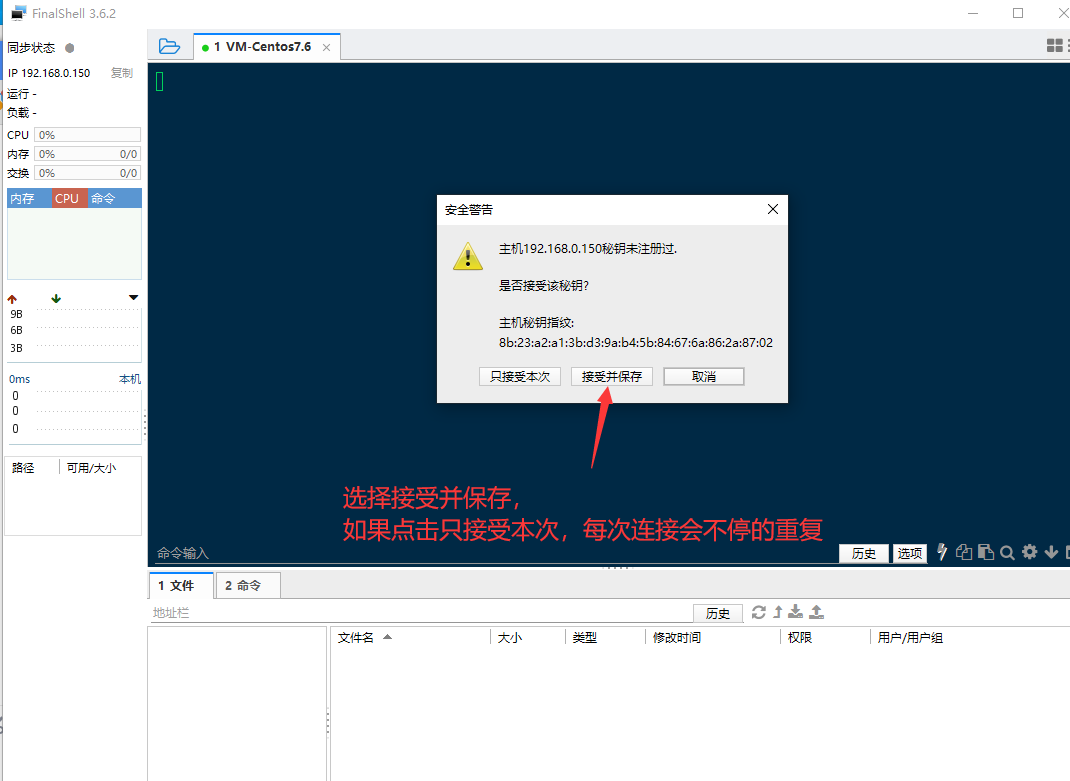 FinalShell 3.6.2
同步状态
IP 192.168.0.150 复制
运行 -
负载 -
CPU 0%
内存 0% 0/0
交换 0% 0/0
内存 CPU 命令
9B
6B
3B
0ms 本机
0
0
0
路径 可用/大小
1 VM-Centos7.6
安全警告
主机192.168.0.150秘钥未注册过.
是否接受该秘钥?
主机秘钥指纹:
8b:23:a2:a1:3b:d3:9a:b4:5b:84:67:6a:86:2a:87:02
只接受本次 接受并保存 取消
选择接受并保存，
如果点击只接受本次，每次连接会不停的重复
命令输入 历史 选项
1 文件 2 命令
地址栏 历史
文件名 大小 类型 修改时间 权限 用户/用户组